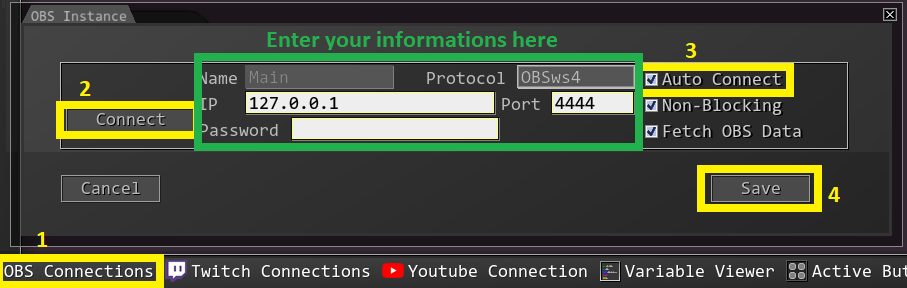 OBS Instance
Enter your informations here
3
Name Main Protocol OBSws4
Auto Connect
2
IP 127.0.0.1 Port 4444
Non-Blocking
Connect
Password
Fetch OBS Data
Cancel
Save
4
1
OBS Connections Twitch Connections Youtube Connection Variable Viewer Active But